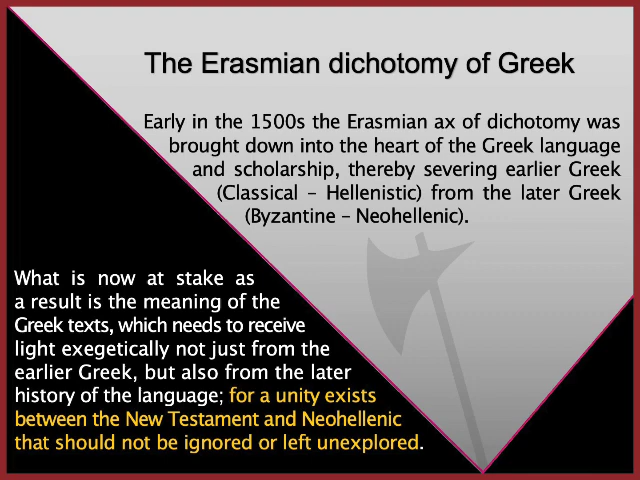 The Erasmian dichotomy of Greek
Early in the 1500s the Erasmian ax of dichotomy was
brought down into the heart of the Greek language
and scholarship, thereby severing earlier Greek
(Classical – Hellenistic) from the later Greek
(Byzantine – Neohellenic).
What is now at stake as
a result is the meaning of the
Greek texts, which needs to receive
light exegetically not just from the
earlier Greek, but also from the later
history of the language; for a unity exists
between the New Testament and Neohellenic
that should not be ignored or left unexplored.